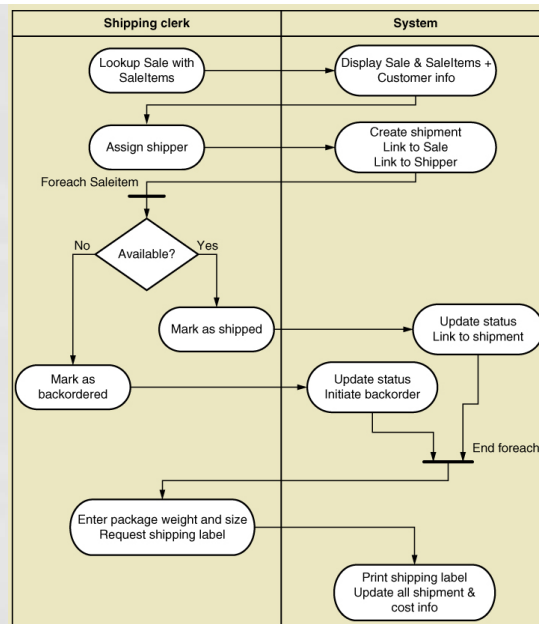 Shipping clerk
System
Lookup Sale with
SaleItems
Display Sale & SaleItems +
Customer info
Assign shipper
Create shipment
Link to Sale
Link to Shipper
Foreach Saleitem
No
Available?
Yes
Mark as shipped
Update status
Link to shipment
Mark as
backordered
Update status
Initiate backorder
End foreach
Enter package weight and size
Request shipping label
Print shipping label
Update all shipment &
cost info